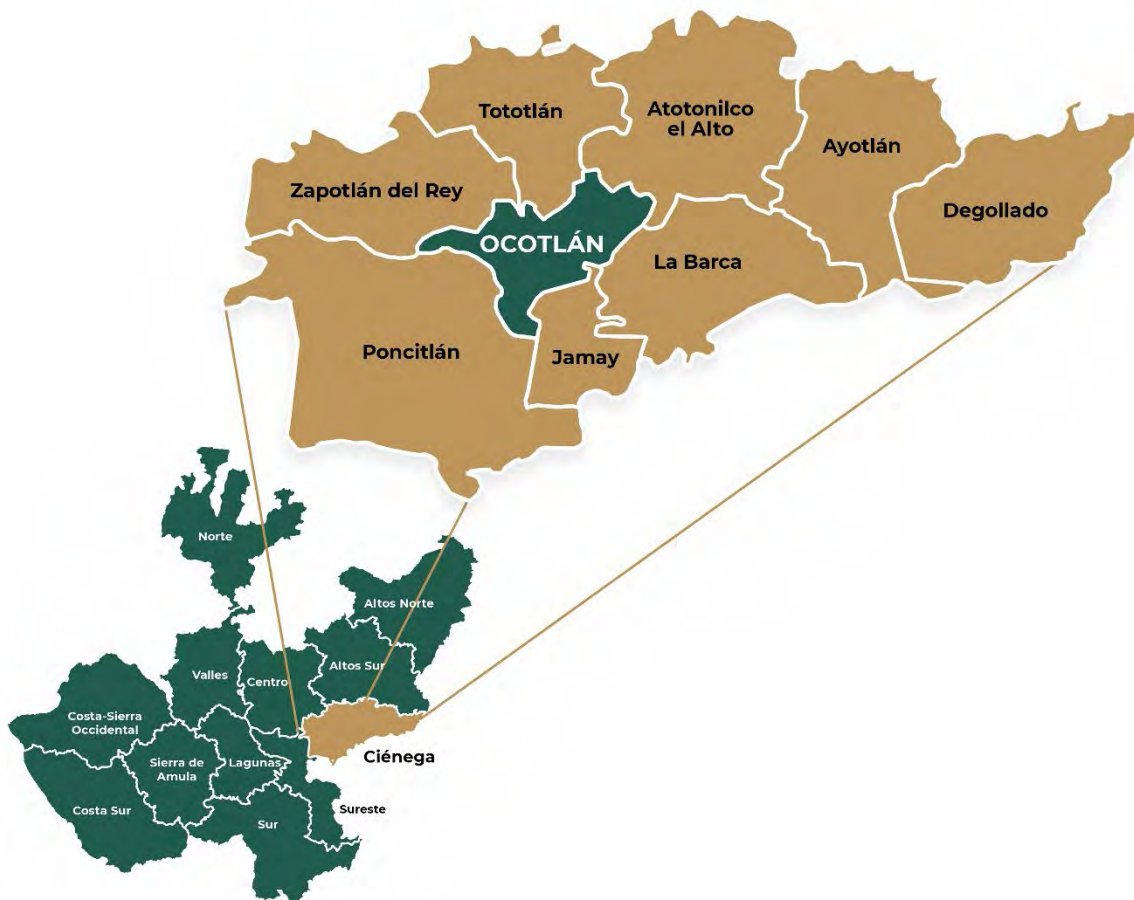 Tototlán
Atotonilco
el Alto
Ayotlán
Zapotlán del Rey
Degollado
OCOTLÁN
La Barca
Poncitlán
Jamay
Norte
Altos Norte
Altos Sur
Valles
Centro
Costa-Sierra
Occidental
Ciénega
Sierra de
Amula
Lagunas
Costa Sur
Sureste
Sur